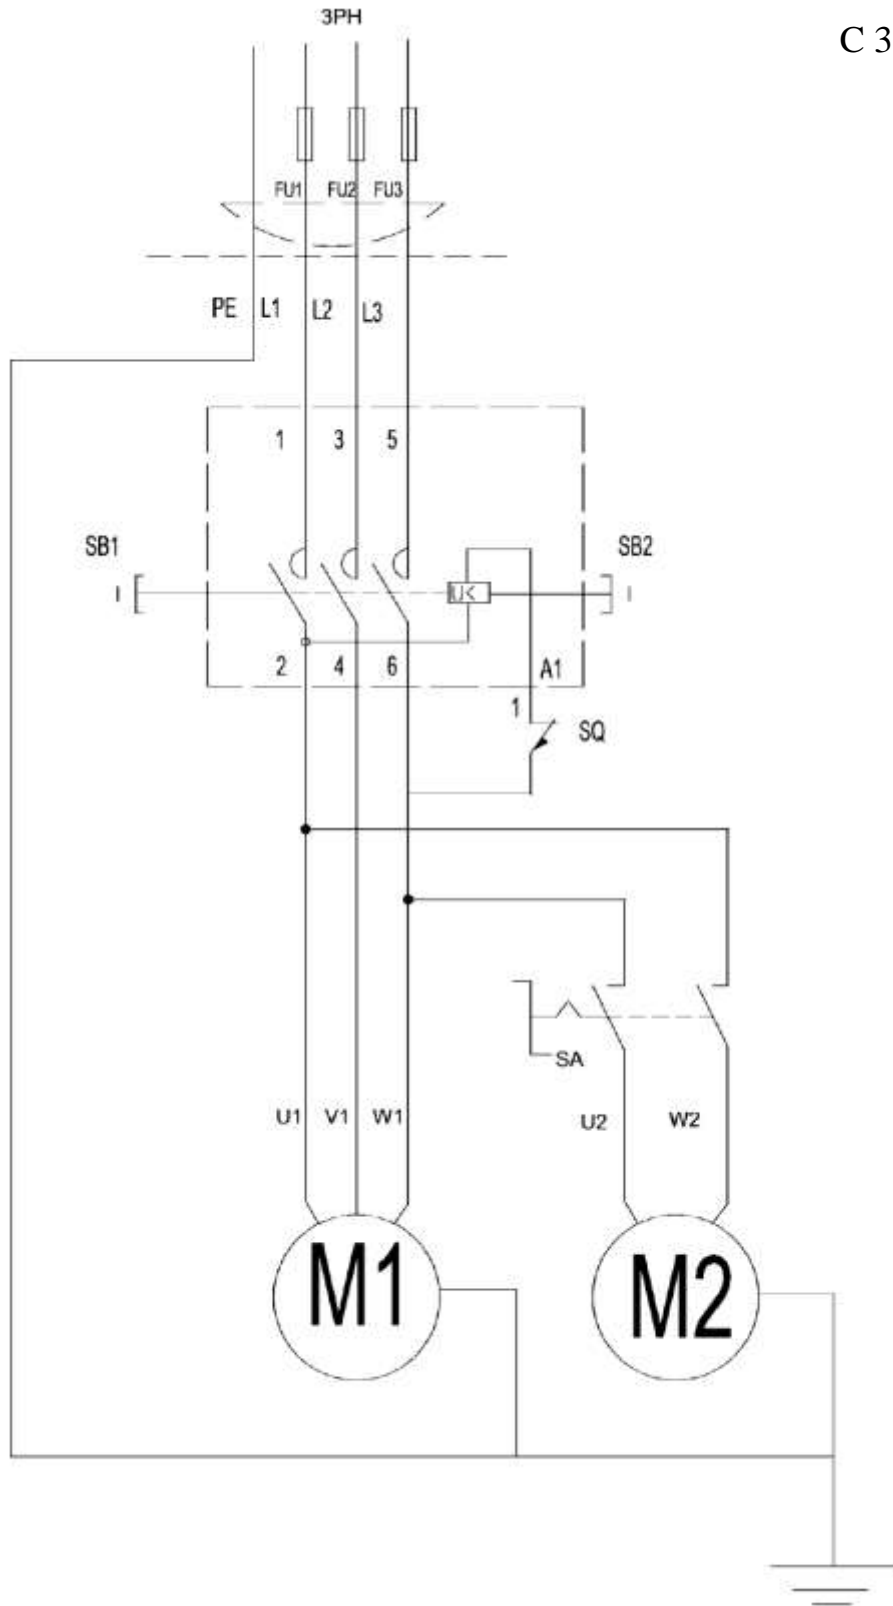 3PH
C 3
FU1 FU2 FU3
PE L1 L2 L3
1 3 5
SB1 SB2
I U< I
2 4 6 A1
1 SQ
SA
U1 V1 W1 U2 W2
M1 M2